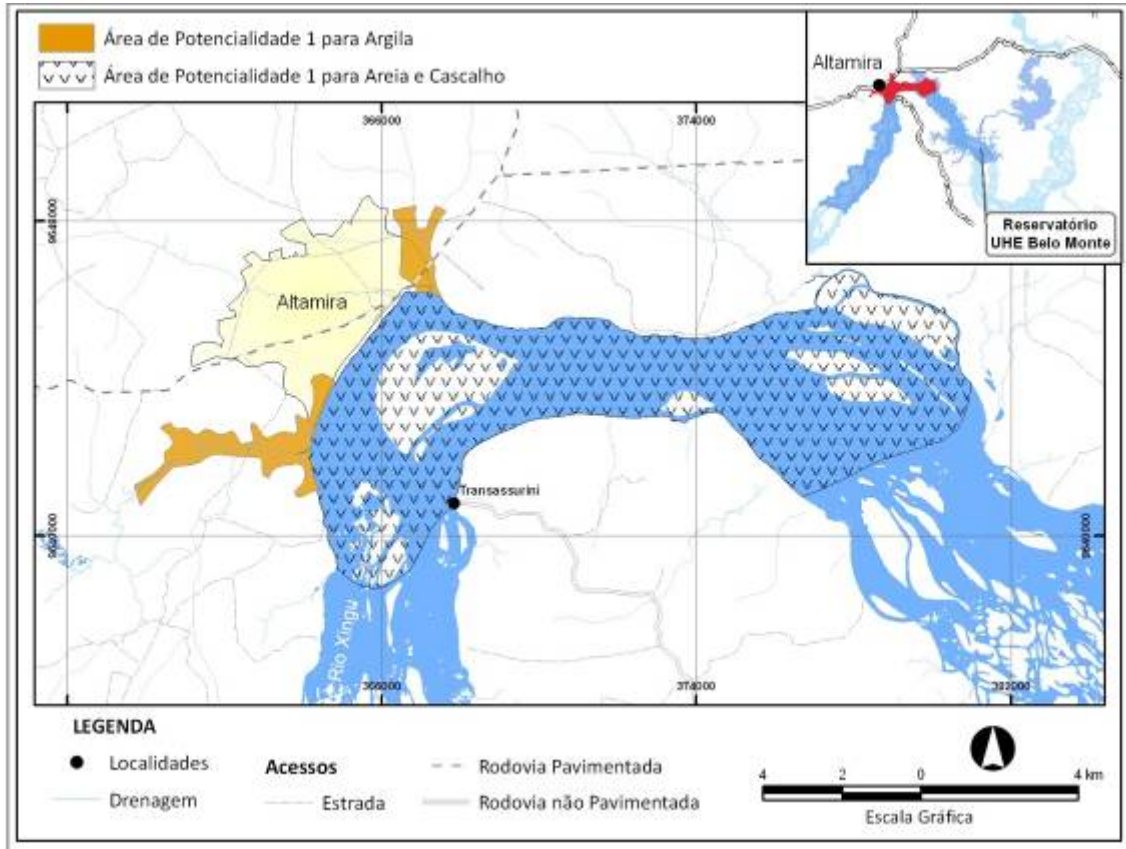 Área de Potencialidade 1 para Argila
Área de Potencialidade 1 para Areia e Cascalho
Altamira
Reservatório
UHE Belo Monte
366000
374000
9648000
Altamira
Transassurini
9640000
Rio Xingu
366000
374000
382000
LEGENDA
Localidades
Drenagem
Acessos
Estrada
Rodovia Pavimentada
Rodovia não Pavimentada
4 2 0 4 km
Escala Gráfica